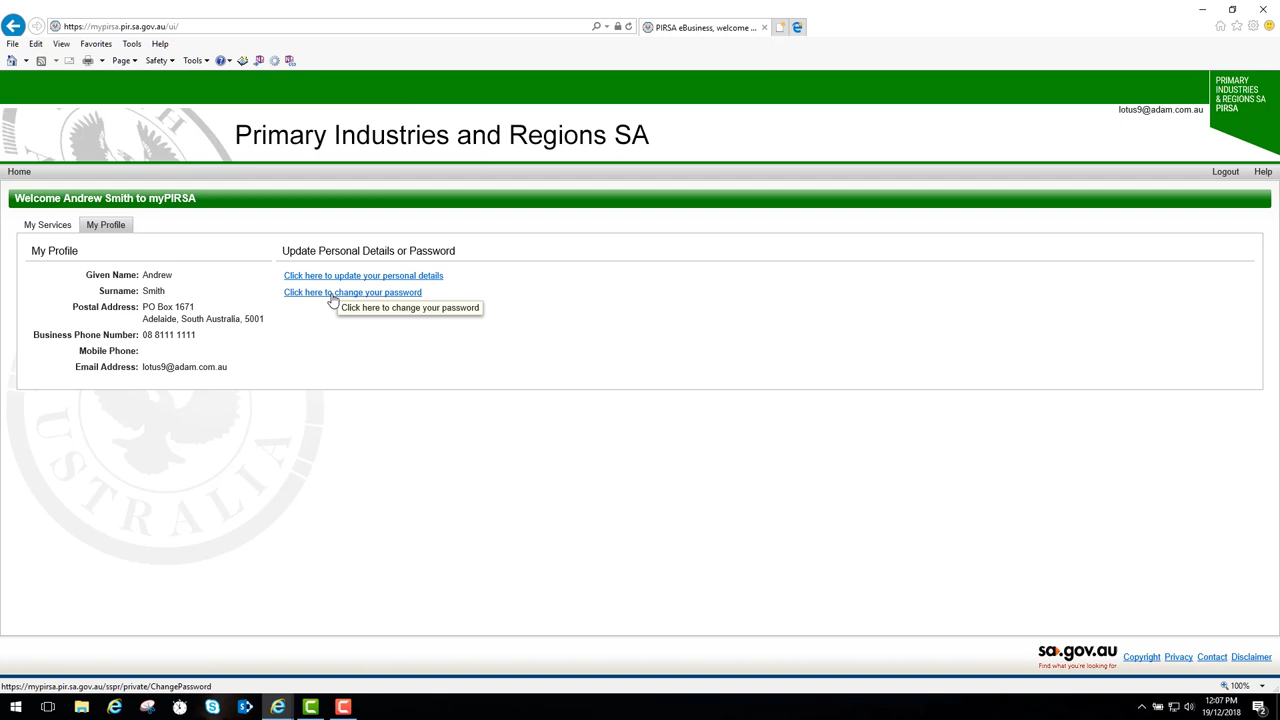 https://mypirsa.pir.sa.gov.au/ui/
PIRSA eBusiness, welcome ...
File Edit View Favorites Tools Help
Page Safety Tools
PRIMARY
INDUSTRIES
& REGIONS SA
PIRSA
lotus9@adam.com.au
Primary Industries and Regions SA
Home Logout Help
Welcome Andrew Smith to myPIRSA
My Services My Profile
My Profile Update Personal Details or Password
Given Name: Andrew Click here to update your personal details
Surname: Smith Click here to change your password
Postal Address: PO Box 1671 Click here to change your password
Adelaide, South Australia, 5001
Business Phone Number: 08 8111 1111
Mobile Phone:
Email Address: lotus9@adam.com.au
USTRALIA
sa.gov.au Copyright Privacy Contact Disclaimer
Find what you're looking for
https://mypirsa.pir.sa.gov.au/sspr/private/ChangePassword 100%
12:07 PM
19/12/2018
2